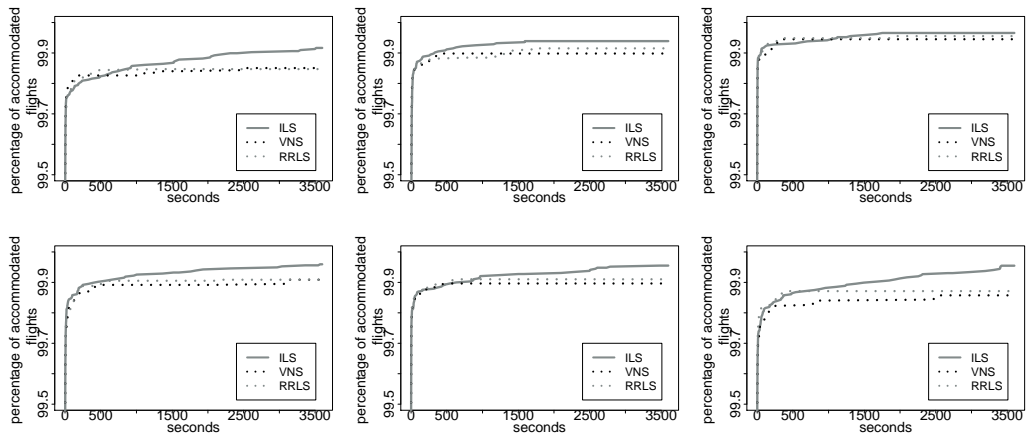 percentage of accommodated
flights
99.5 99.7 99.9
ILS
VNS
RRLS
0 500 1500 2500 3500
seconds
percentage of accommodated
flights
99.5 99.7 99.9
ILS
VNS
RRLS
0 500 1500 2500 3500
seconds
percentage of accommodated
flights
99.5 99.7 99.9
ILS
VNS
RRLS
0 500 1500 2500 3500
seconds
percentage of accommodated
flights
99.5 99.7 99.9
ILS
VNS
RRLS
0 500 1500 2500 3500
seconds
percentage of accommodated
flights
99.5 99.7 99.9
ILS
VNS
RRLS
0 500 1500 2500 3500
seconds
percentage of accommodated
flights
99.5 99.7 99.9
ILS
VNS
RRLS
0 500 1500 2500 3500
seconds